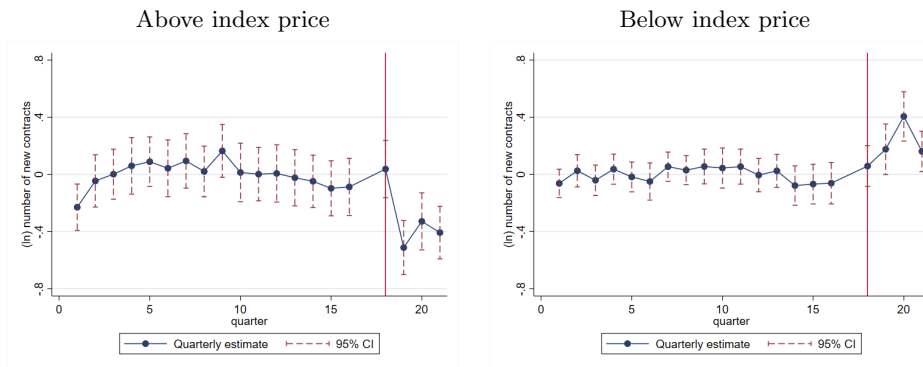 Above index price
(ln) number of new contracts
.8
.4
0
-.4
-.8
0 5 10 15 20
quarter
Quarterly estimate 95% CI
Below index price
(ln) number of new contracts
.8
.4
0
-.4
-.8
0 5 10 15 20
quarter
Quarterly estimate 95% CI